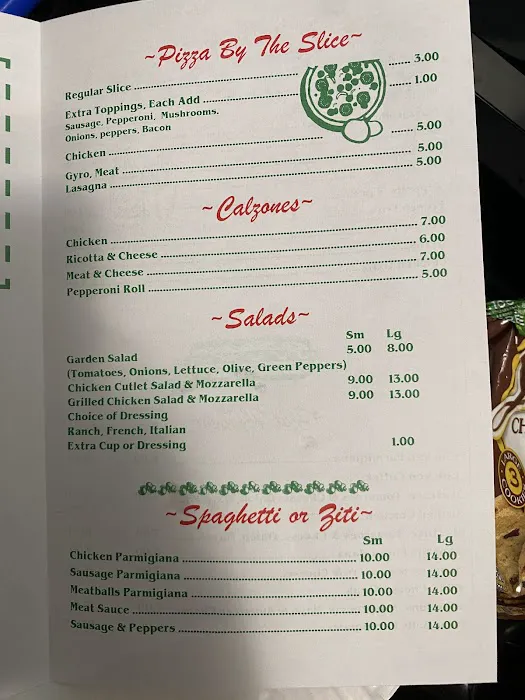 ~Pizza By The Slice~
Regular Slice ........ 3.00
Extra Toppings, Each Add ........ 1.00
Sausage, Pepperoni, Mushrooms.
Onions, peppers, Bacon
Chicken ........ 5.00
Gyro, Meat ........ 5.00
Lasagna ........ 5.00
~Calzones~
Chicken ........ 7.00
Ricotta & Cheese ........ 6.00
Meat & Cheese ........ 7.00
Pepperoni Roll ........ 5.00
~Salads~
Sm Lg
Garden Salad 5.00 8.00
(Tomatoes, Onions, Lettuce, Olive, Green Peppers)
Chicken Cutlet Salad & Mozzarella 9.00 13.00
Grilled Chicken Salad & Mozzarella 9.00 13.00
Choice of Dressing
Ranch, French, Italian
Extra Cup or Dressing 1.00
~Spaghetti or Ziti~
Sm Lg
Chicken Parmigiana ........ 10.00 14.00
Sausage Parmigiana ........ 10.00 14.00
Meatballs Parmigiana ........ 10.00 14.00
Meat Sauce ........ 10.00 14.00
Sausage & Peppers ........ 10.00 14.00
CH
LARGE
3
COOKIES